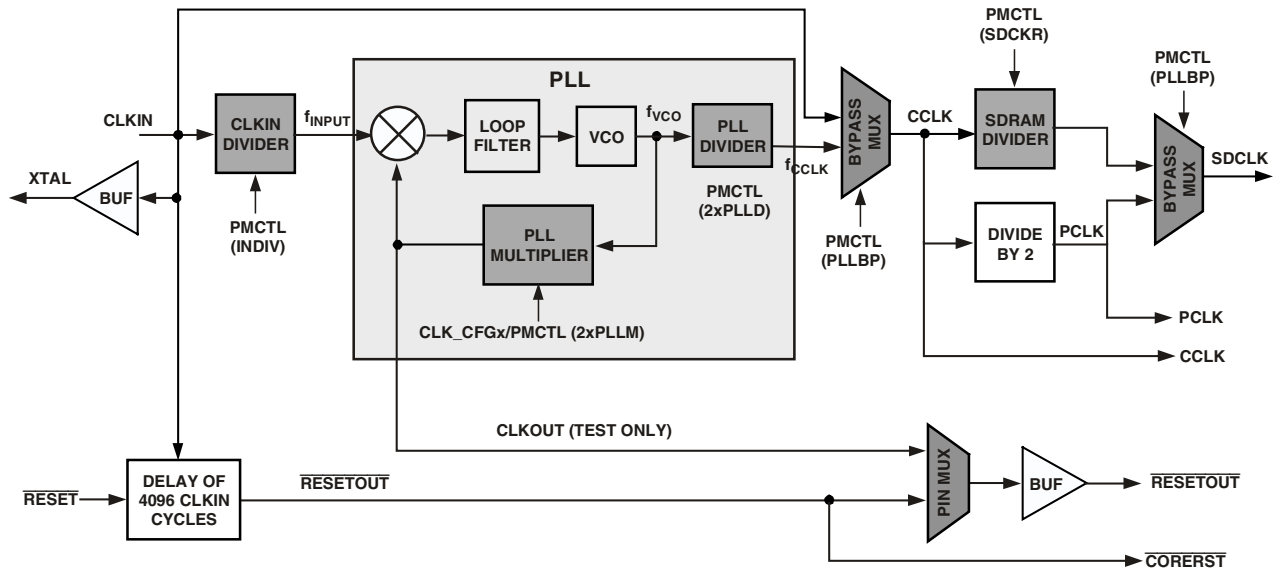 PMCTL
(SDCKR)
PMCTL
(PLLBP)
PLL
CLKIN
CLKIN
DIVIDER
fINPUT
LOOP
FILTER
VCO
fVCO
PLL
DIVIDER
fCCLK
BYPASS
MUX
CCLK
SDRAM
DIVIDER
BYPASS
MUX
SDCLK
XTAL
BUF
PMCTL
(INDIV)
PLL
MULTIPLIER
PMCTL
(2xPLLD)
PMCTL
(PLLBP)
DIVIDE
BY 2
PCLK
CLK_CFGx/PMCTL (2xPLLM)
PCLK
CCLK
CLKOUT (TEST ONLY)
RESET
DELAY OF
4096 CLKIN
CYCLES
RESETOUT
PIN MUX
BUF
RESETOUT
CORERST